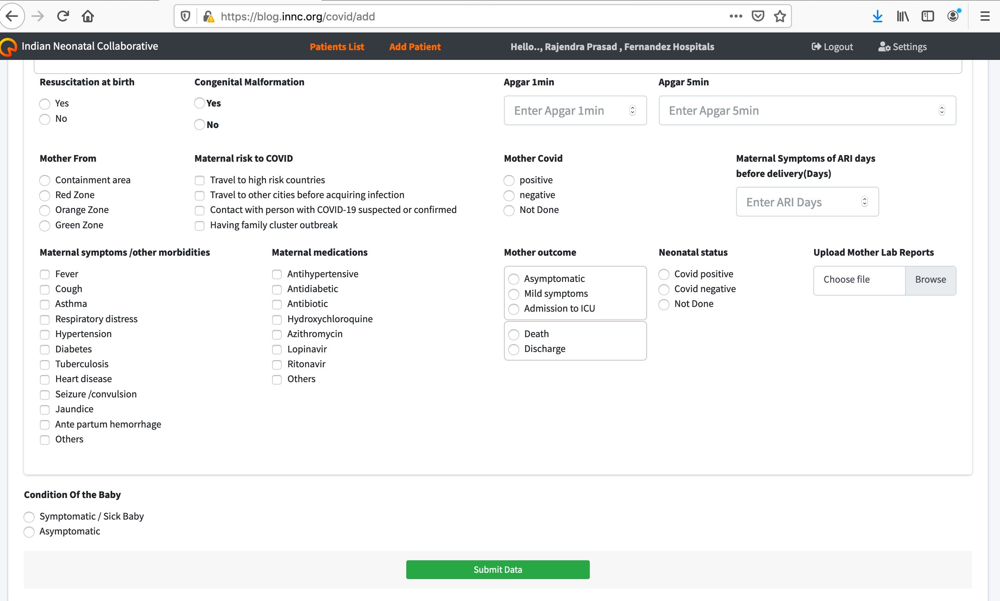 https://blog.innc.org/covid/add
Indian Neonatal Collaborative
Patients List
Add Patient
Hello.., Rajendra Prasad , Fernandez Hospitals
Logout
Settings
Resuscitation at birth
Yes
No
Congenital Malformation
Yes
No
Apgar 1min
Enter Apgar 1min
Apgar 5min
Enter Apgar 5min
Mother From
Containment area
Red Zone
Orange Zone
Green Zone
Maternal risk to COVID
Travel to high risk countries
Travel to other cities before acquiring infection
Contact with person with COVID-19 suspected or confirmed
Having family cluster outbreak
Mother Covid
positive
negative
Not Done
Maternal Symptoms of ARI days
before delivery(Days)
Enter ARI Days
Maternal symptoms /other morbidities
Fever
Cough
Asthma
Respiratory distress
Hypertension
Diabetes
Tuberculosis
Heart disease
Seizure /convulsion
Jaundice
Ante partum hemorrhage
Others
Maternal medications
Antihypertensive
Antidiabetic
Antibiotic
Hydroxychloroquine
Azithromycin
Lopinavir
Ritonavir
Others
Mother outcome
Asymptomatic
Mild symptoms
Admission to ICU
Death
Discharge
Neonatal status
Covid positive
Covid negative
Not Done
Upload Mother Lab Reports
Choose file
Browse
Condition Of the Baby
Symptomatic / Sick Baby
Asymptomatic
Submit Data